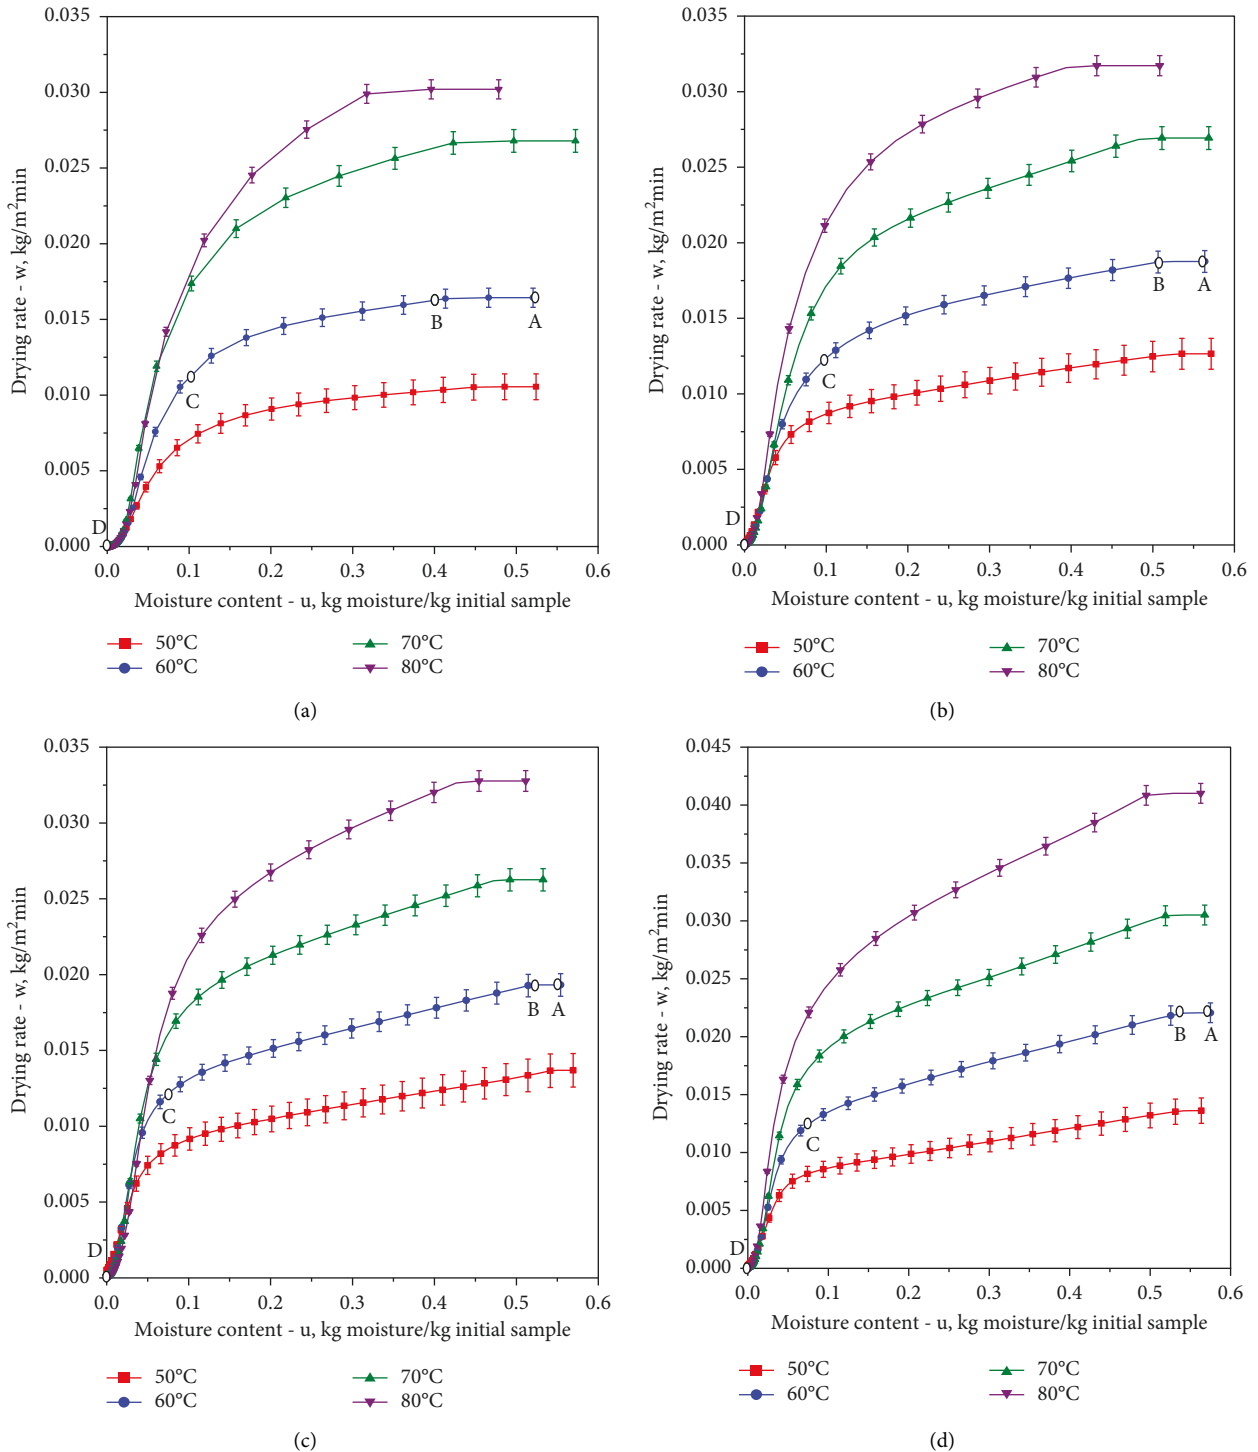 0.035
0.030
0.025
0.020
0.015
0.010
0.005
0.000
Drying rate - w, kg/m²min
D
C
B
A
0.0 0.1 0.2 0.3 0.4 0.5 0.6
Moisture content - u, kg moisture/kg initial sample
50°C 70°C
60°C 80°C
(a)
0.035
0.030
0.025
0.020
0.015
0.010
0.005
0.000
Drying rate - w, kg/m²min
D
C
B A
0.0 0.1 0.2 0.3 0.4 0.5 0.6
Moisture content - u, kg moisture/kg initial sample
50°C 70°C
60°C 80°C
(b)
0.035
0.030
0.025
0.020
0.015
0.010
0.005
0.000
Drying rate - w, kg/m²min
D
C
B A
0.0 0.1 0.2 0.3 0.4 0.5 0.6
Moisture content - u, kg moisture/kg initial sample
50°C 70°C
60°C 80°C
(c)
0.045
0.040
0.035
0.030
0.025
0.020
0.015
0.010
0.005
0.000
Drying rate - w, kg/m²min
D
C
B A
0.0 0.1 0.2 0.3 0.4 0.5 0.6
Moisture content - u, kg moisture/kg initial sample
50°C 70°C
60°C 80°C
(d)